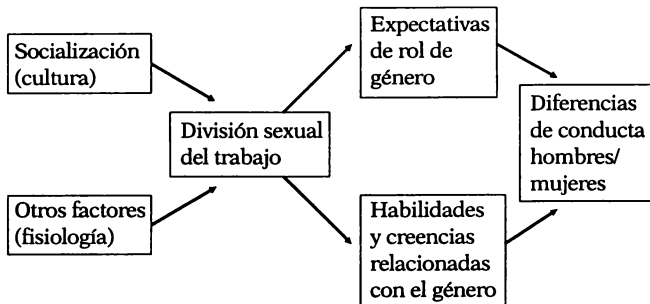 Socialización
(cultura)
Otros factores
(fisiología)
División sexual
del trabajo
Expectativas
de rol de
género
Habilidades
y creencias
relacionadas
con el género
Diferencias
de conducta
hombres/
mujeres